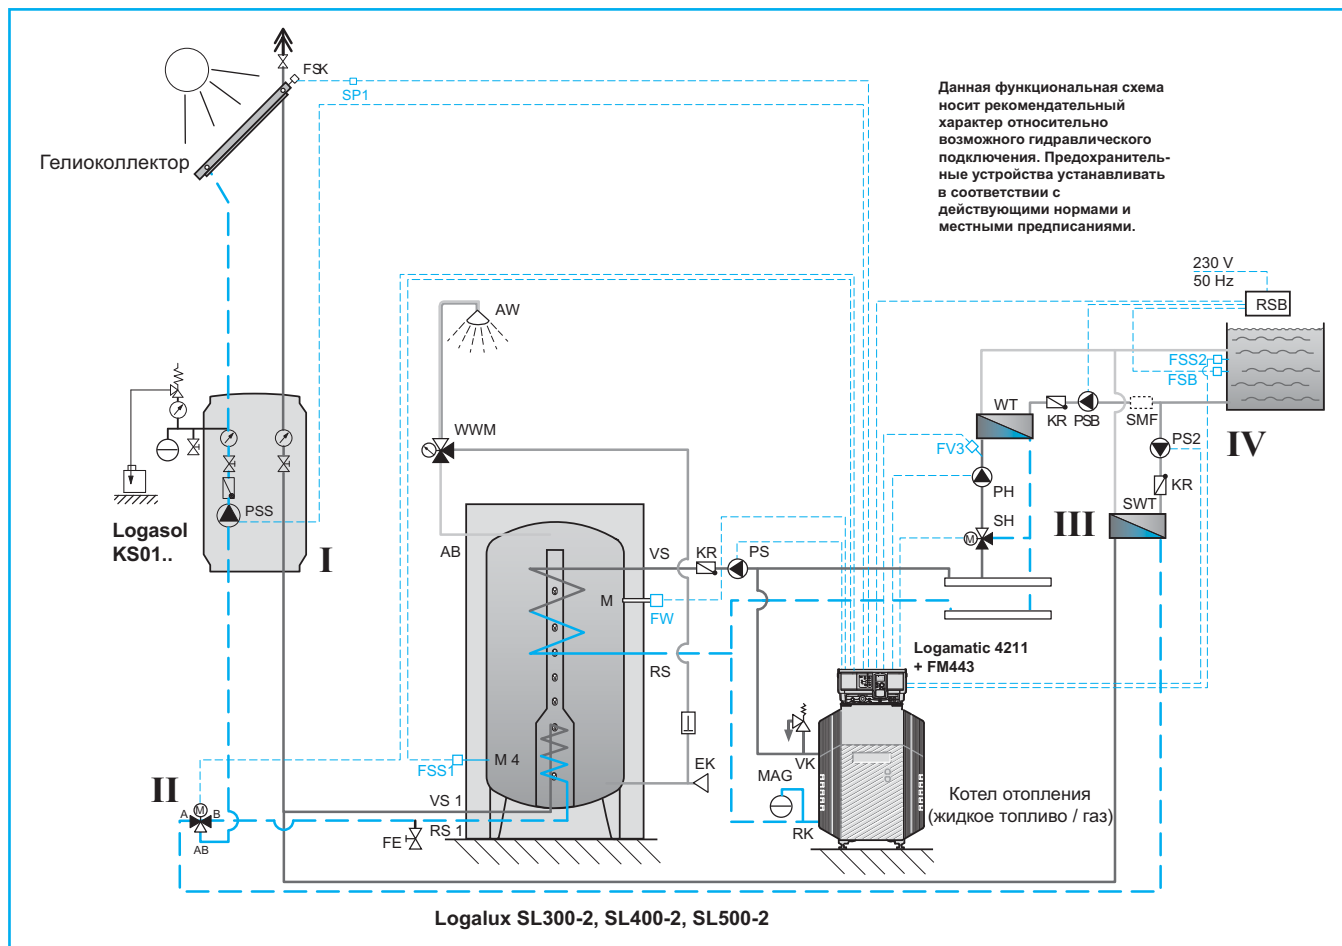 FSK
SP1
Гелиоколлектор
Данная функциональная схема
носит рекомендательный
характер относительно
возможного гидравлического
подключения. Предохранитель-
ные устройства устанавливать
в соответствии с
действующими нормами и
местными предписаниями.
230 V
50 Hz
RSB
AW
FSS2
FSB
WT
KR
PSB
SMF
IV
WWM
FV3
PS2
PH
KR
PSS
Logasol
KS01..
I
SH
M
III
SWT
AB
VS
KR
PS
M
FW
Logamatic 4211
+ FM443
RS
FSS1
M 4
EK
VK
MAG
II
M
A
B
AB
VS 1
RS 1
FE
RK
Котел отопления
(жидкое топливо / газ)
Logalux SL300-2, SL400-2, SL500-2